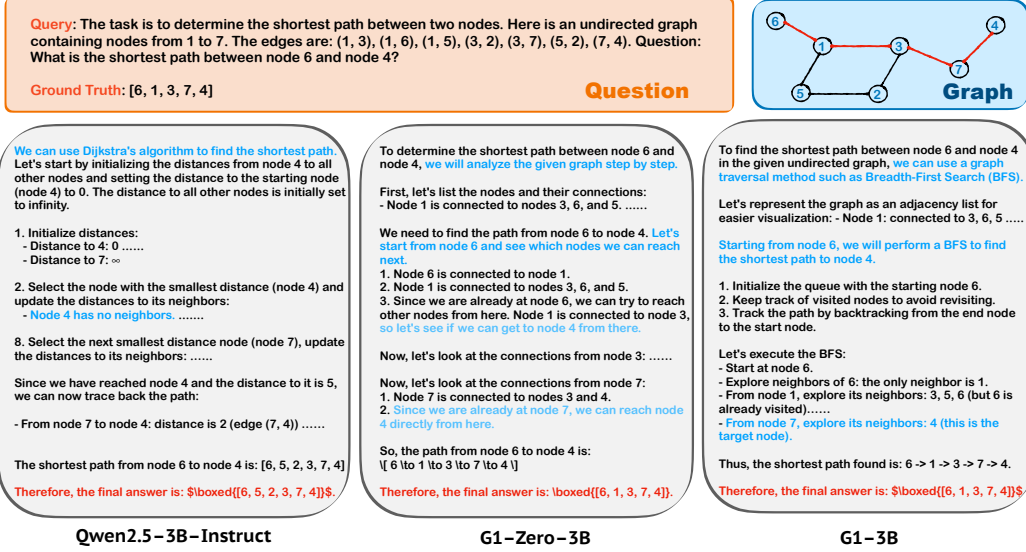 Query: The task is to determine the shortest path between two nodes. Here is an undirected graph
containing nodes from 1 to 7. The edges are: (1, 3), (1, 6), (1, 5), (3, 2), (3, 7), (5, 2), (7, 4). Question:
What is the shortest path between node 6 and node 4?
Ground Truth: [6, 1, 3, 7, 4]
Question
6
4
1
3
7
5
2
Graph
We can use Dijkstra's algorithm to find the shortest path.
Let's start by initializing the distances from node 4 to all
other nodes and setting the distance to the starting node
(node 4) to 0. The distance to all other nodes is initially set
to infinity.
1. Initialize distances:
- Distance to 4: 0 ......
- Distance to 7: ∞
2. Select the node with the smallest distance (node 4) and
update the distances to its neighbors:
- Node 4 has no neighbors. .......
8. Select the next smallest distance node (node 7), update
the distances to its neighbors: ......
Since we have reached node 4 and the distance to it is 5,
we can now trace back the path:
- From node 7 to node 4: distance is 2 (edge (7, 4)) ......
The shortest path from node 6 to node 4 is: [6, 5, 2, 3, 7, 4]
Therefore, the final answer is: $\boxed{[6, 5, 2, 3, 7, 4]}$.
Qwen2.5-3B-Instruct
To determine the shortest path between node 6 and
node 4, we will analyze the given graph step by step.
First, let's list the nodes and their connections:
- Node 1 is connected to nodes 3, 6, and 5. ......
We need to find the path from node 6 to node 4. Let's
start from node 6 and see which nodes we can reach
next.
1. Node 6 is connected to node 1.
2. Node 1 is connected to nodes 3, 6, and 5.
3. Since we are already at node 6, we can try to reach
other nodes from here. Node 1 is connected to node 3,
so let's see if we can get to node 4 from there.
Now, let's look at the connections from node 3: ......
Now, let's look at the connections from node 7:
1. Node 7 is connected to nodes 3 and 4.
2. Since we are already at node 7, we can reach node
4 directly from here.
So, the path from node 6 to node 4 is:
\[ 6 \to 1 \to 3 \to 7 \to 4 \]
Therefore, the final answer is: \boxed{[6, 1, 3, 7, 4]}.
G1-Zero-3B
To find the shortest path between node 6 and node 4
in the given undirected graph, we can use a graph
traversal method such as Breadth-First Search (BFS).
Let's represent the graph as an adjacency list for
easier visualization: - Node 1: connected to 3, 6, 5 .....
Starting from node 6, we will perform a BFS to find
the shortest path to node 4.
1. Initialize the queue with the starting node 6.
2. Keep track of visited nodes to avoid revisiting.
3. Track the path by backtracking from the end node
to the start node.
Let's execute the BFS:
- Start at node 6.
- Explore neighbors of 6: the only neighbor is 1.
- From node 1, explore its neighbors: 3, 5, 6 (but 6 is
already visited)......
- From node 7, explore its neighbors: 4 (this is the
target node).
Thus, the shortest path found is: 6 -> 1 -> 3 -> 7 -> 4.
Therefore, the final answer is: $\boxed{[6, 1, 3, 7, 4]}$.
G1-3B